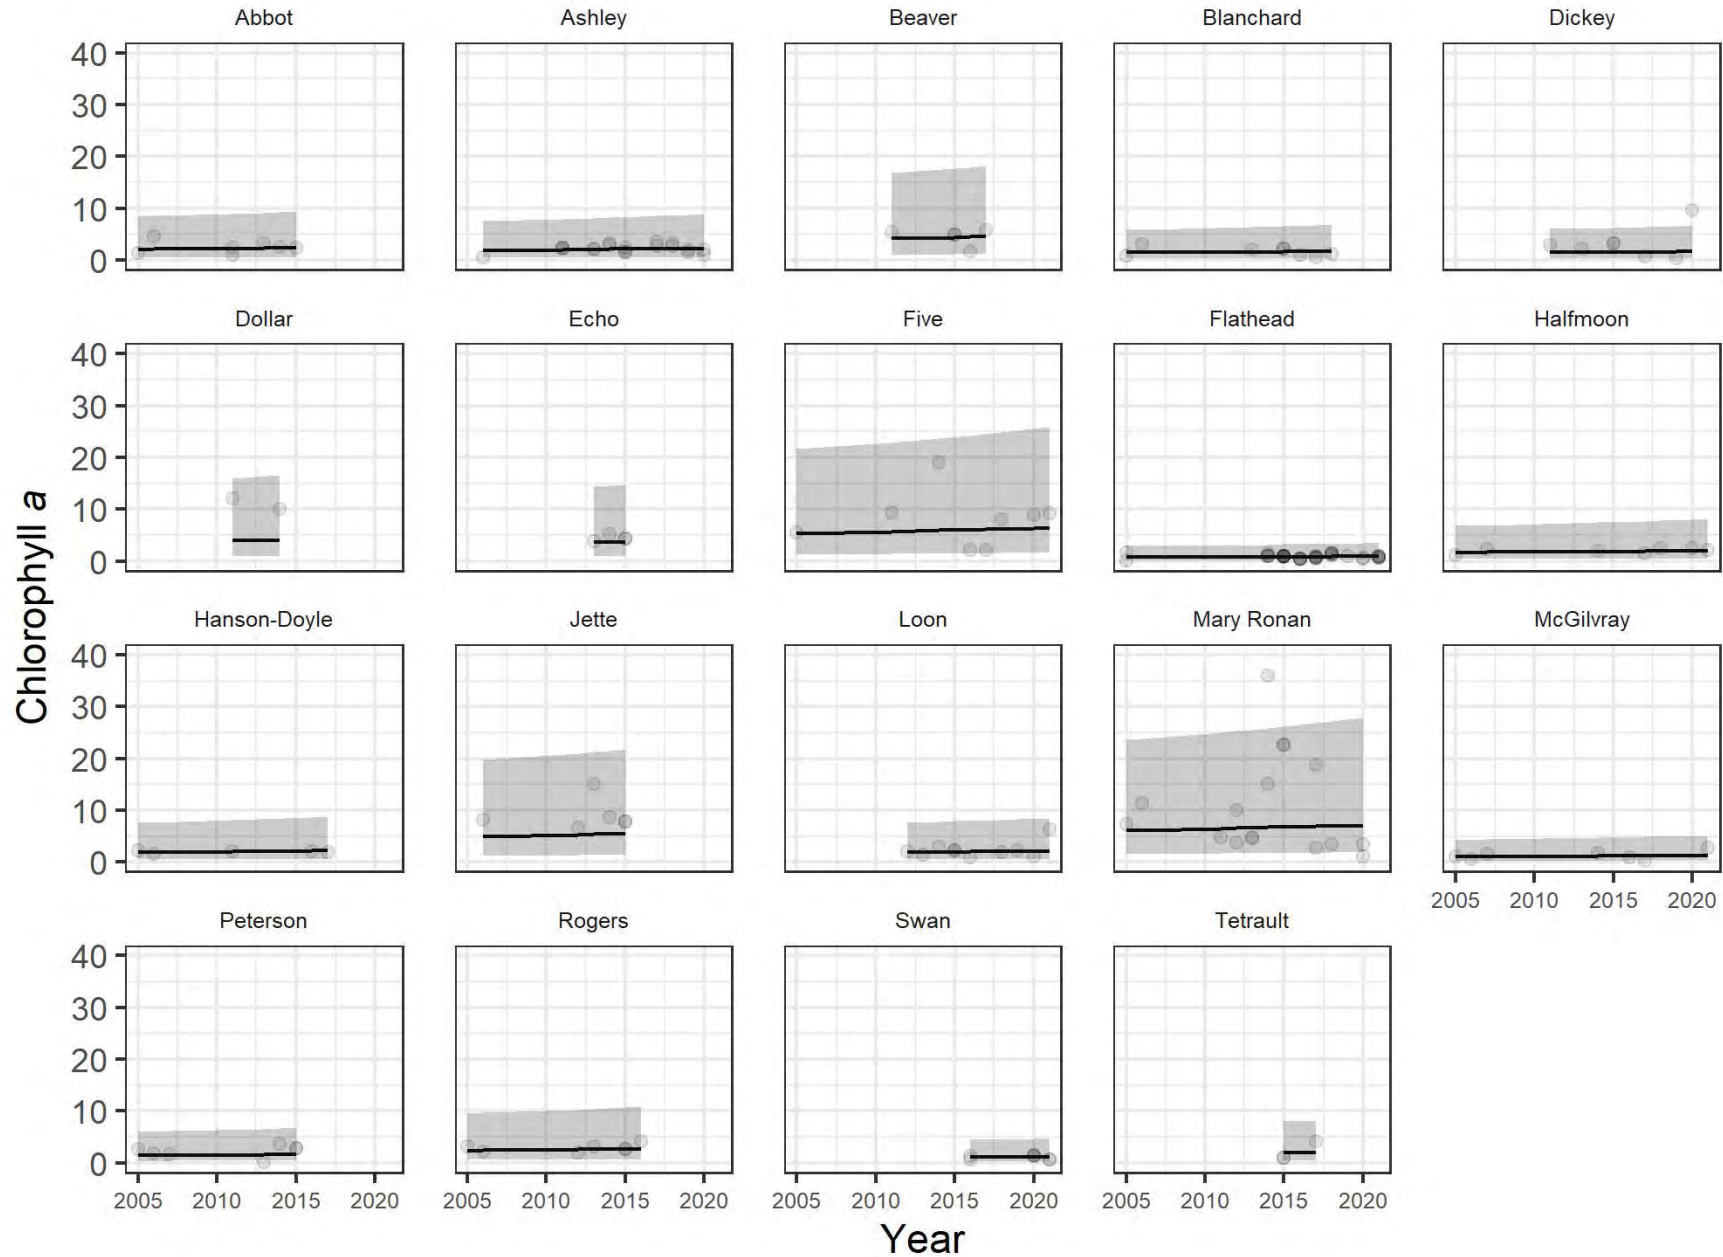 Abbot Ashley Beaver Blanchard Dickey
40
30
20
10
0
Dollar Echo Five Flathead Halfmoon
40
30
20
10
0
Chlorophyll a
Hanson-Doyle Jette Loon Mary Ronan McGilvray
40
30
20
10
0
2005 2010 2015 2020
Peterson Rogers Swan Tetrault
40
30
20
10
0
2005 2010 2015 2020 2005 2010 2015 2020 2005 2010 2015 2020 2005 2010 2015 2020
Year